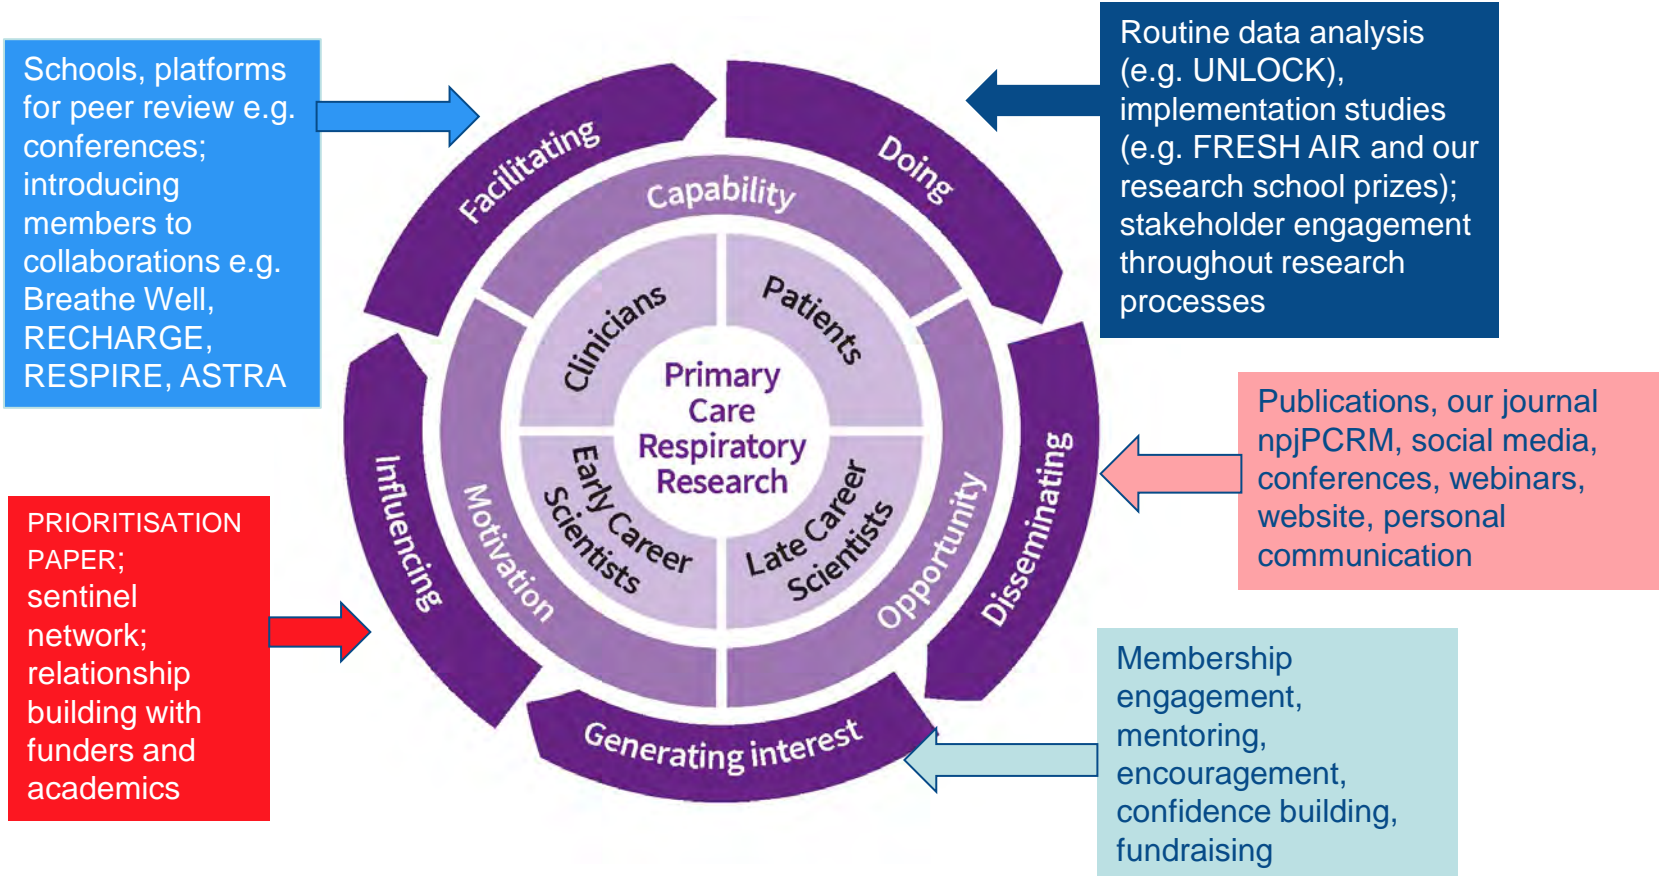 Schools, platforms
for peer review e.g.
conferences;
introducing
members to
collaborations e.g.
Breathe Well,
RECHARGE,
RESPIRE, ASTRA
Routine data analysis
(e.g. UNLOCK),
implementation studies
(e.g. FRESH AIR and our
research school prizes);
stakeholder engagement
throughout research
processes
Facilitating
Doing
Capability
Clinicians
Patients
Primary
Care
Respiratory
Research
Early Career
Scientists
Late Career
Scientists
Motivation
Opportunity
Influencing
Disseminating
Generating interest
Publications, our journal
npjPCRM, social media,
conferences, webinars,
website, personal
communication
PRIORITISATION
PAPER;
sentinel
network;
relationship
building with
funders and
academics
Membership
engagement,
mentoring,
encouragement,
confidence building,
fundraising